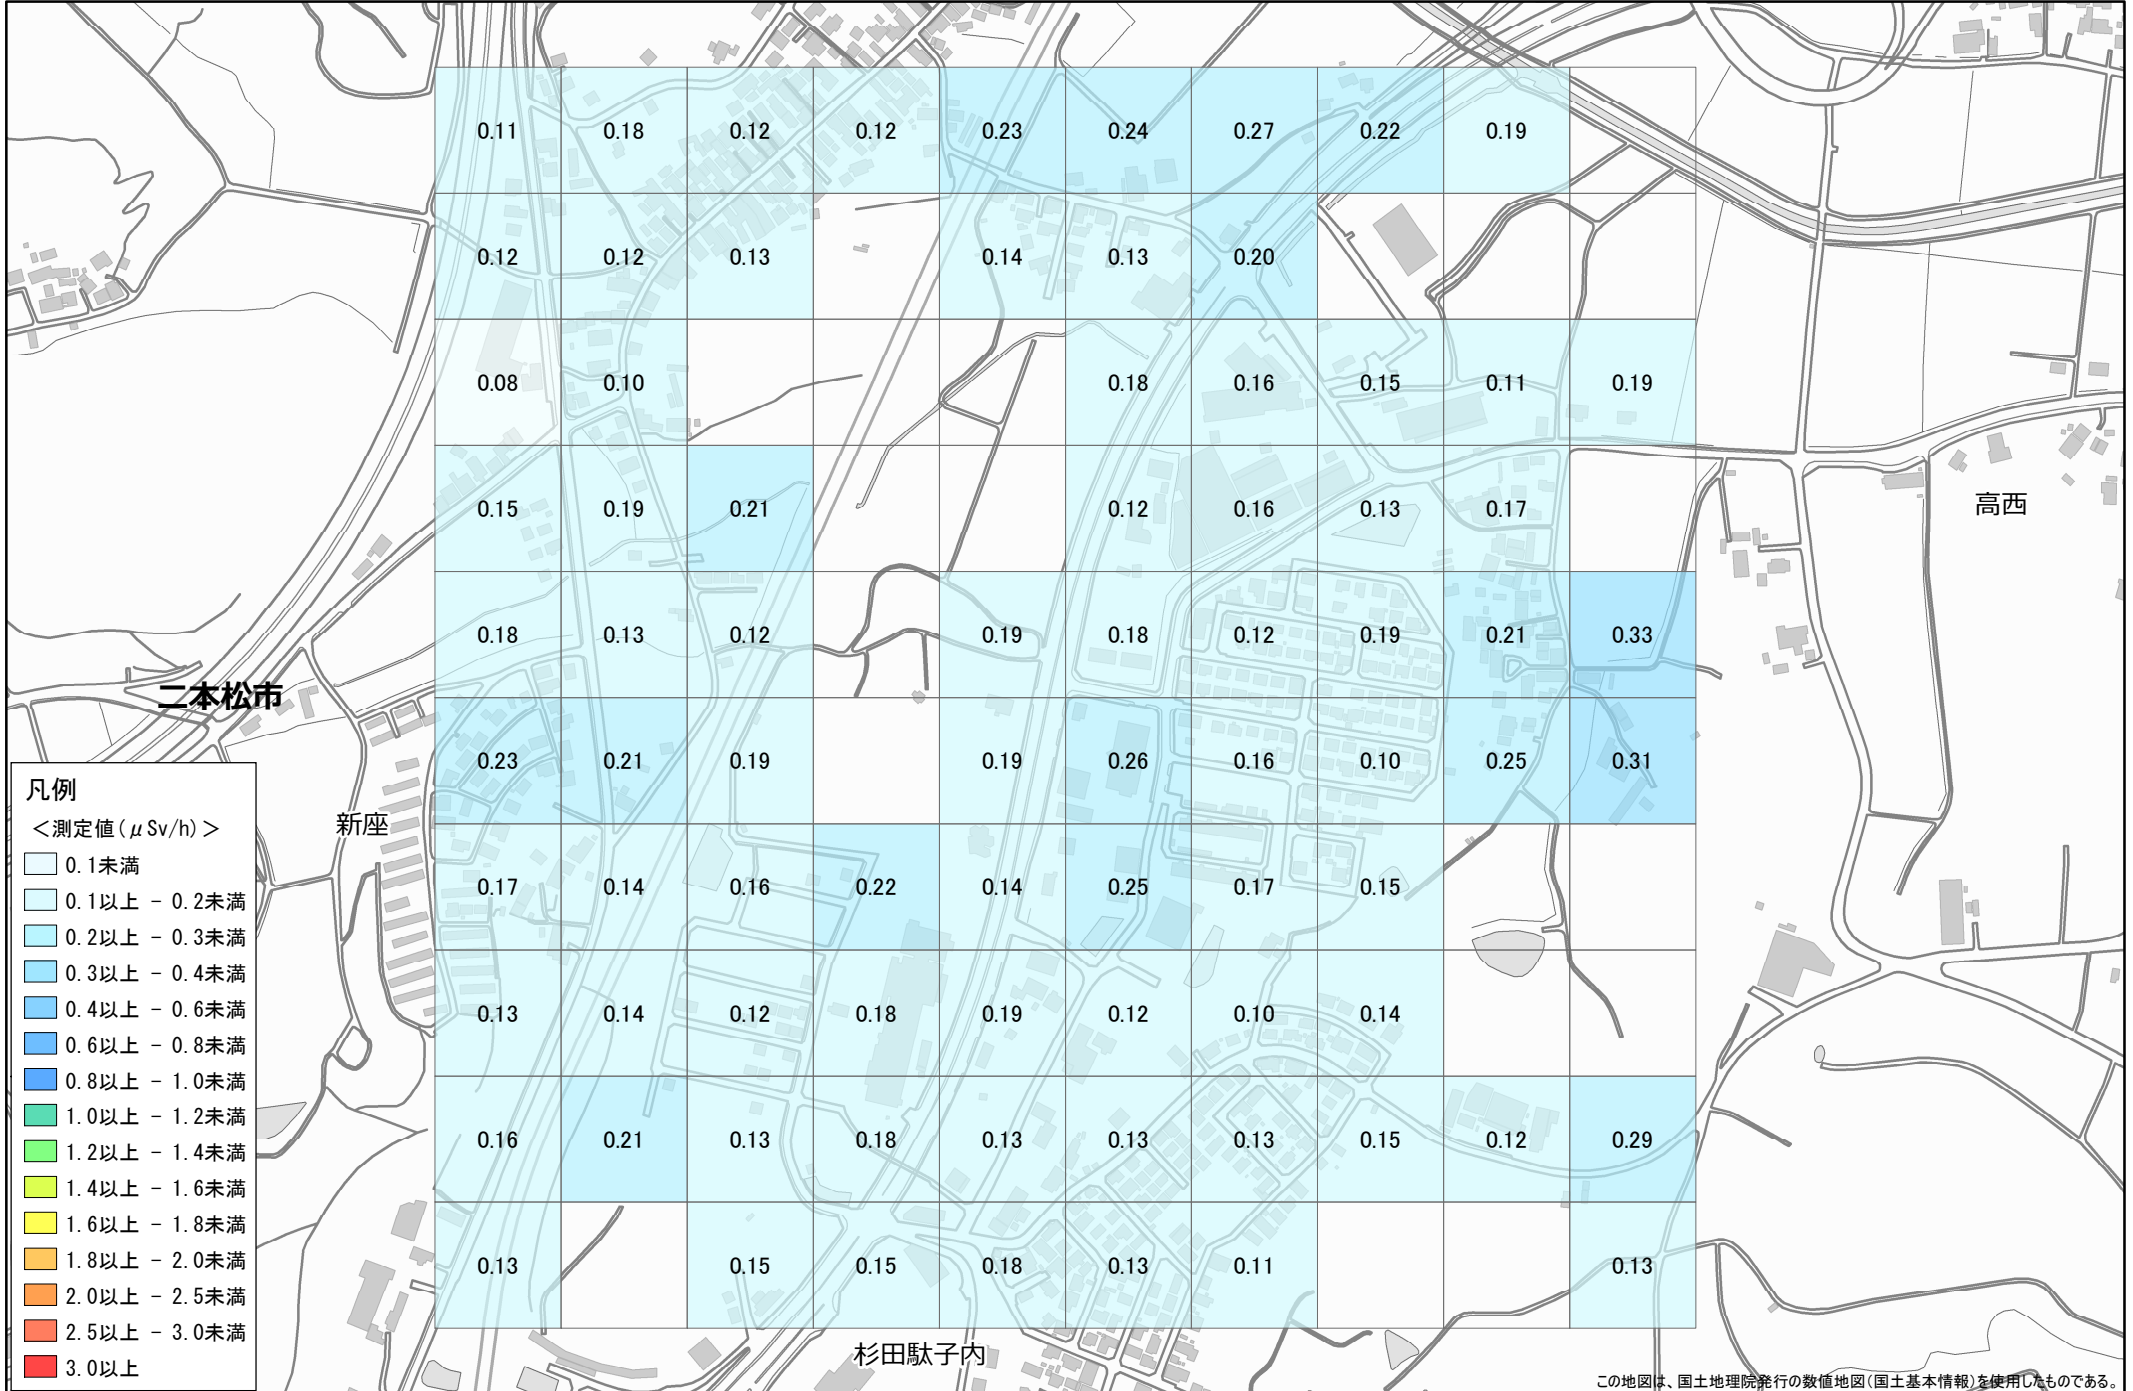 0.11 0.18 0.12 0.12 0.23 0.24 0.27 0.22 0.19
0.12 0.12 0.13 0.14 0.13 0.20
0.08 0.10 0.18 0.16 0.15 0.11 0.19
0.15 0.19 0.21 0.12 0.16 0.13 0.17
高西
0.18 0.13 0.12 0.19 0.18 0.12 0.19 0.21 0.33
二本松市
0.23 0.21 0.19 0.19 0.26 0.16 0.10 0.25 0.31
新座
0.17 0.14 0.16 0.22 0.14 0.25 0.17 0.15
0.13 0.14 0.12 0.18 0.19 0.12 0.10 0.14
0.16 0.21 0.13 0.18 0.13 0.13 0.13 0.15 0.12 0.29
0.13 0.15 0.15 0.18 0.13 0.11 0.13
杉田駄子内
凡例
＜測定値(μSv/h)＞
0.1未満
0.1以上 － 0.2未満
0.2以上 － 0.3未満
0.3以上 － 0.4未満
0.4以上 － 0.6未満
0.6以上 － 0.8未満
0.8以上 － 1.0未満
1.0以上 － 1.2未満
1.2以上 － 1.4未満
1.4以上 － 1.6未満
1.6以上 － 1.8未満
1.8以上 － 2.0未満
2.0以上 － 2.5未満
2.5以上 － 3.0未満
3.0以上
この地図は、国土地理院発行の数値地図(国土基本情報)を使用したものである。